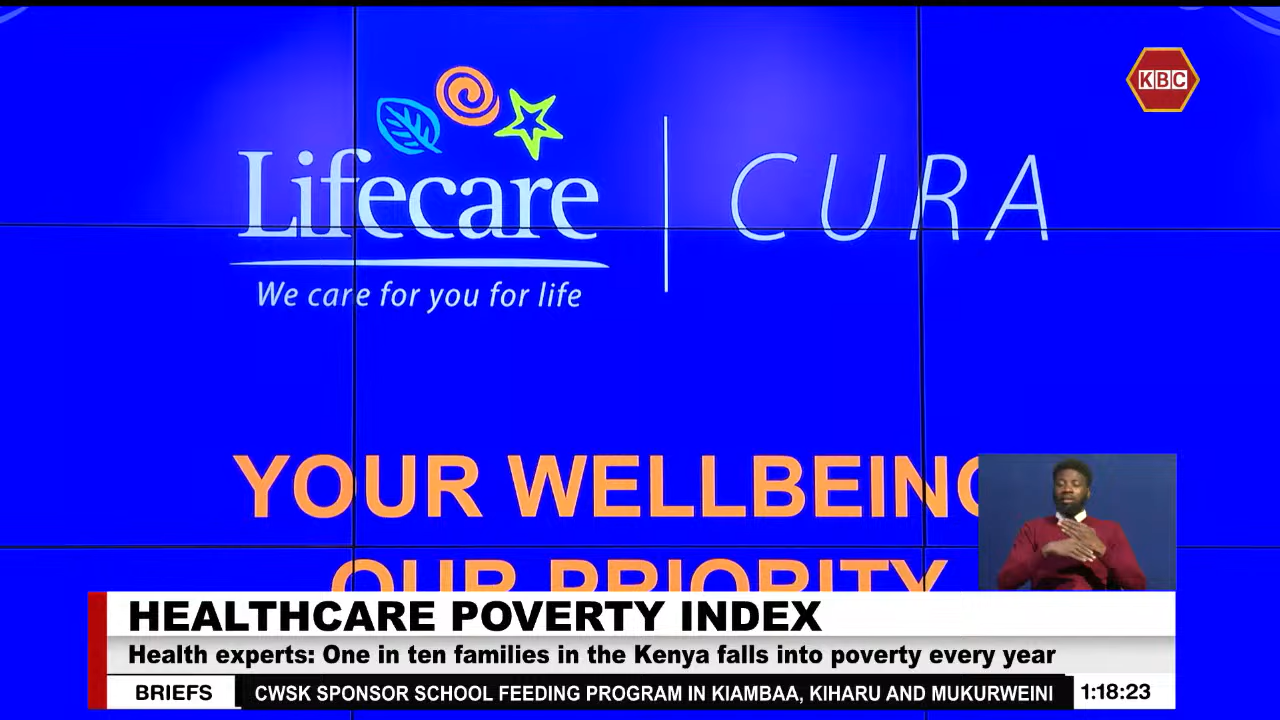 KBC
Lifecare
CURA
We care for you for life
YOUR WELLBEING
OUR PRIORITY
HEALTHCARE POVERTY INDEX
Health experts: One in ten families in the Kenya falls into poverty every year
BRIEFS
CWSK SPONSOR SCHOOL FEEDING PROGRAM IN KIAMBAA, KIHARU AND MUKURWEINI
1:18:23